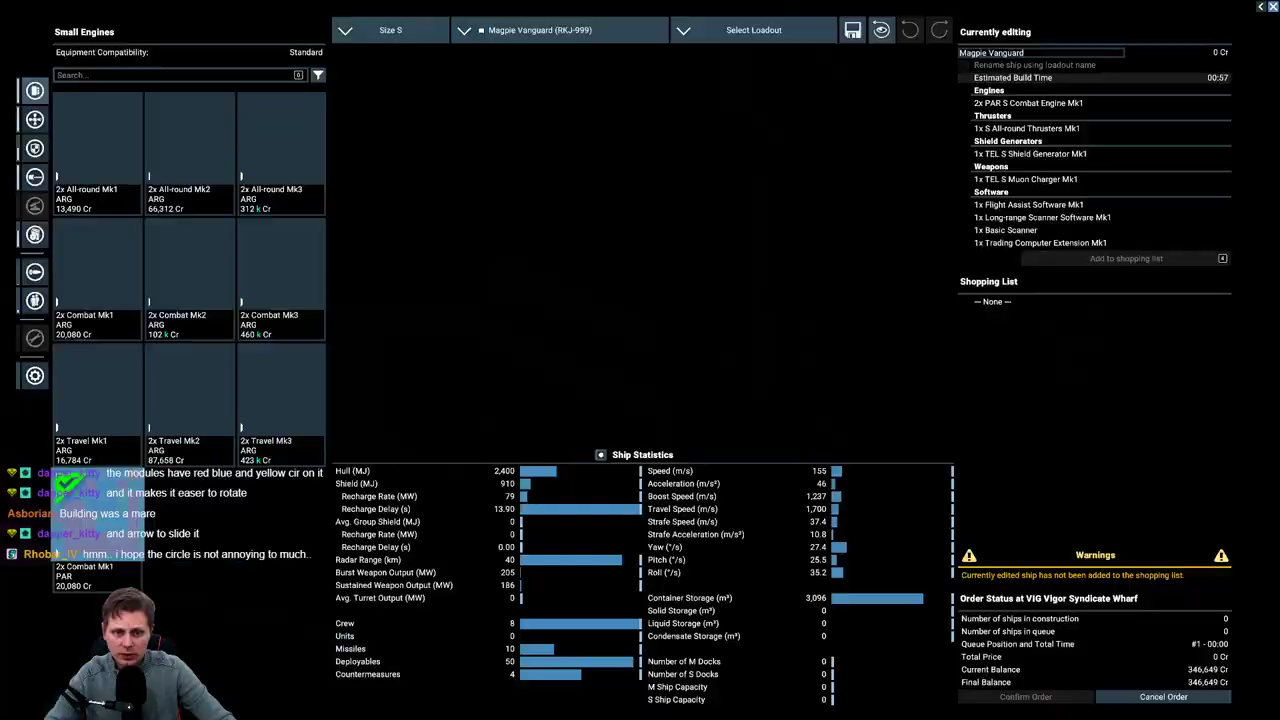 Small Engines
Equipment Compatibility: Standard
Search...
2x All-round Mk1
ARG
13,490 Cr
2x All-round Mk2
ARG
66,312 Cr
2x All-round Mk3
ARG
312 k Cr
2x Combat Mk1
ARG
20,080 Cr
2x Combat Mk2
ARG
102 k Cr
2x Combat Mk3
ARG
460 k Cr
2x Travel Mk1
ARG
16,784 Cr
2x Travel Mk2
ARG
87,658 Cr
2x Travel Mk3
ARG
423 k Cr
the modules have red blue and yellow cir on it
and it makes it easer to rotate
Asborian Building was a mare
and arrow to slide it
hmm.. i hope the circle is not annoying to much..
2x Combat Mk1
PAR
20,080 Cr
Size S
Magpie Vanguard (RKJ-999)
Select Loadout
Ship Statistics
Hull (MJ) 2,400
Shield (MJ) 910
Recharge Rate (MW) 79
Recharge Delay (s) 13.90
Avg. Group Shield (MJ) 0
Recharge Rate (MW) 0
Recharge Delay (s) 0.00
Radar Range (km) 40
Burst Weapon Output (MW) 205
Sustained Weapon Output (MW) 186
Avg. Turret Output (MW) 0
Crew 8
Units 0
Missiles 10
Deployables 50
Countermeasures 4
Speed (m/s) 155
Acceleration (m/s²) 46
Boost Speed (m/s) 1,237
Travel Speed (m/s) 1,700
Strafe Speed (m/s) 37.4
Strafe Acceleration (m/s²) 10.8
Yaw (°/s) 27.4
Pitch (°/s) 25.5
Roll (°/s) 35.2
Container Storage (m³) 3,096
Solid Storage (m³) 0
Liquid Storage (m³) 0
Condensate Storage (m³) 0
Number of M Docks 0
Number of S Docks 0
M Ship Capacity 0
S Ship Capacity 0
Currently editing
Magpie Vanguard 0 Cr
Rename ship using loadout name
Estimated Build Time 00:57
Engines
2x PAR S Combat Engine Mk1
Thrusters
1x S All-round Thrusters Mk1
Shield Generators
1x TEL S Shield Generator Mk1
Weapons
1x TEL S Muon Charger Mk1
Software
1x Flight Assist Software Mk1
1x Long-range Scanner Software Mk1
1x Basic Scanner
1x Trading Computer Extension Mk1
Add to shopping list
Shopping List
— None —
Warnings
Currently edited ship has not been added to the shopping list.
Order Status at VIG Vigor Syndicate Wharf
Number of ships in construction 0
Number of ships in queue 0
Queue Position and Total Time #1 - 00:00
Total Price 0 Cr
Current Balance 346,649 Cr
Final Balance 346,649 Cr
Confirm Order
Cancel Order